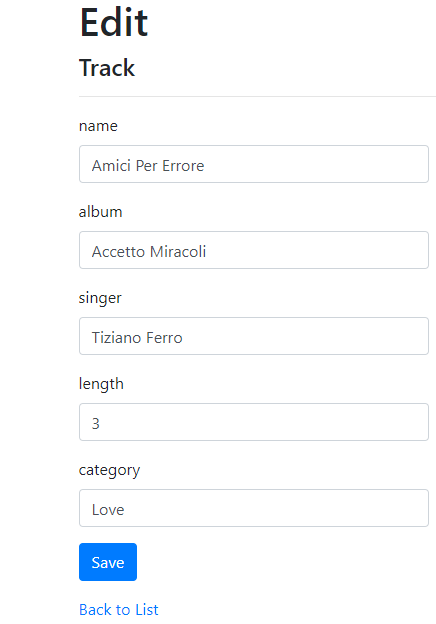 Edit
Track
name
Amici Per Errore
album
Accetto Miracoli
singer
Tiziano Ferro
length
3
category
Love
Save
Back to List